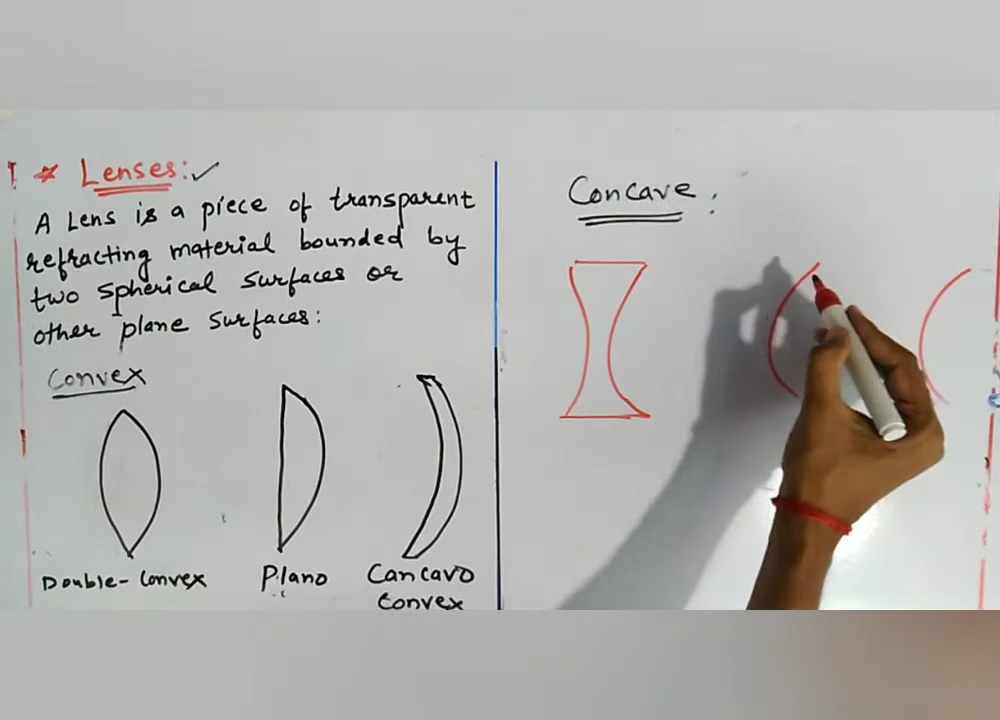 * Lenses:
A Lens is a piece of transparent
refracting material bounded by
two spherical surfaces or
other plane surfaces:
Convex
Double-Convex
Plano
Cancavo
Convex
Concave: